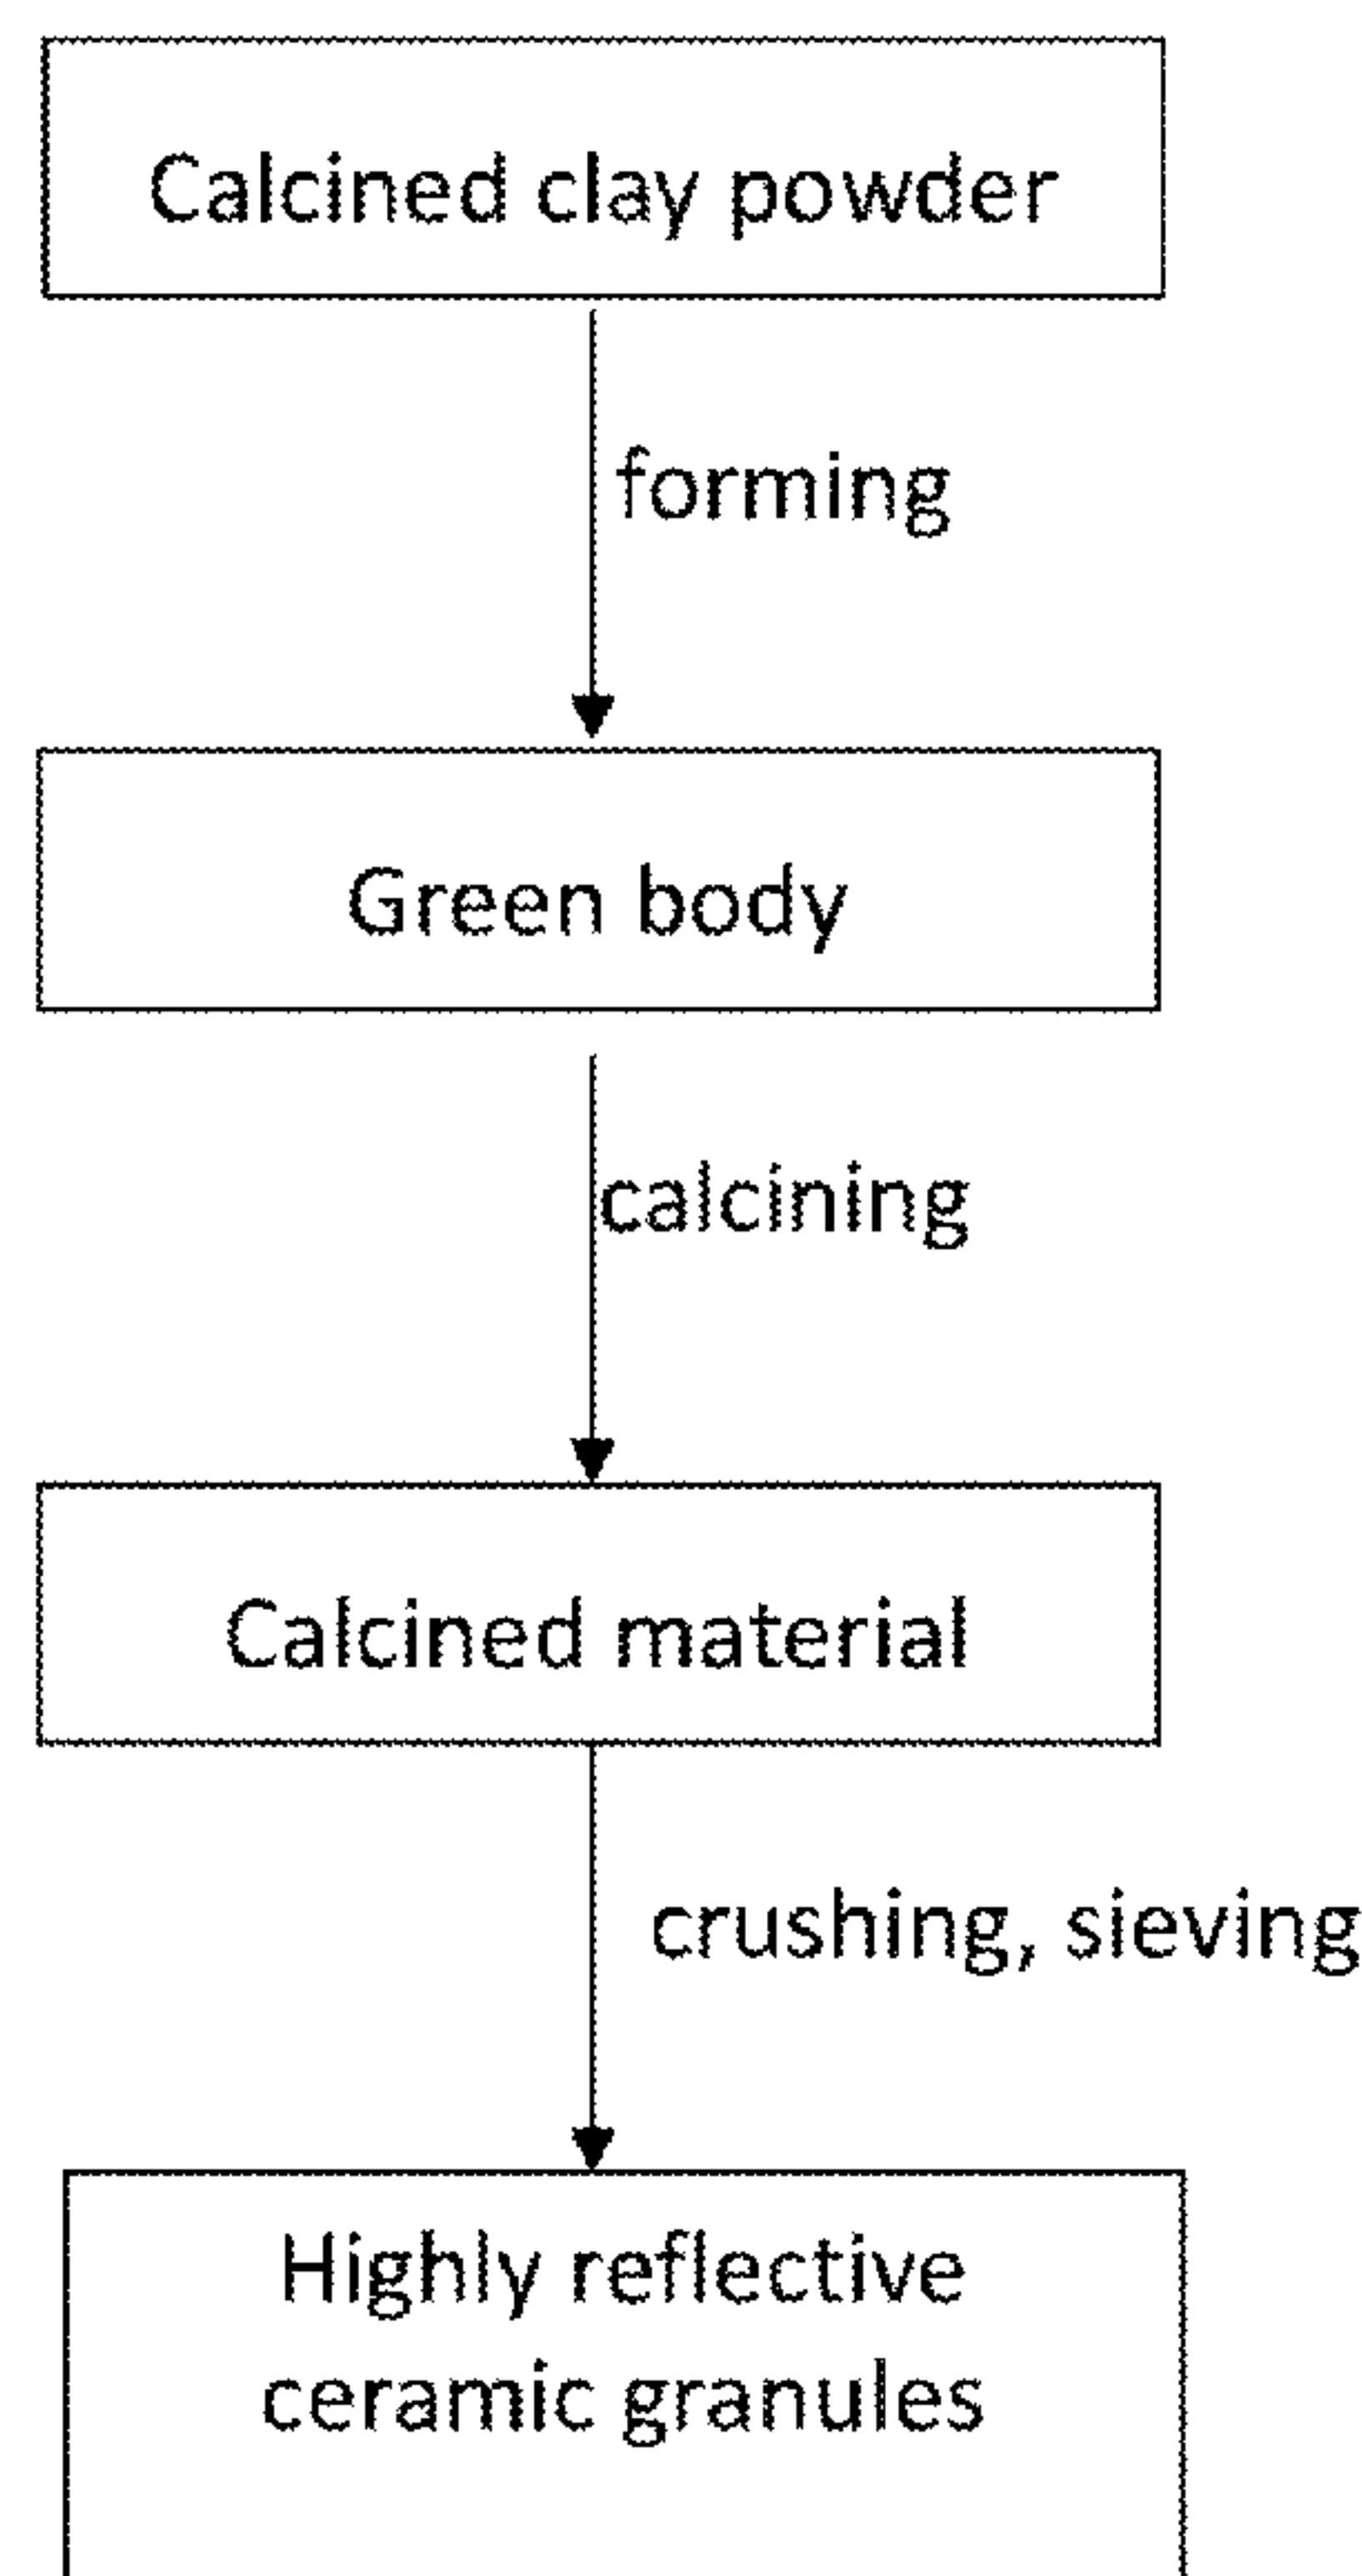 Calcined clay powder
forming
Green body
calcining
Calcined material
crushing, sieving
Highly reflective
ceramic granules